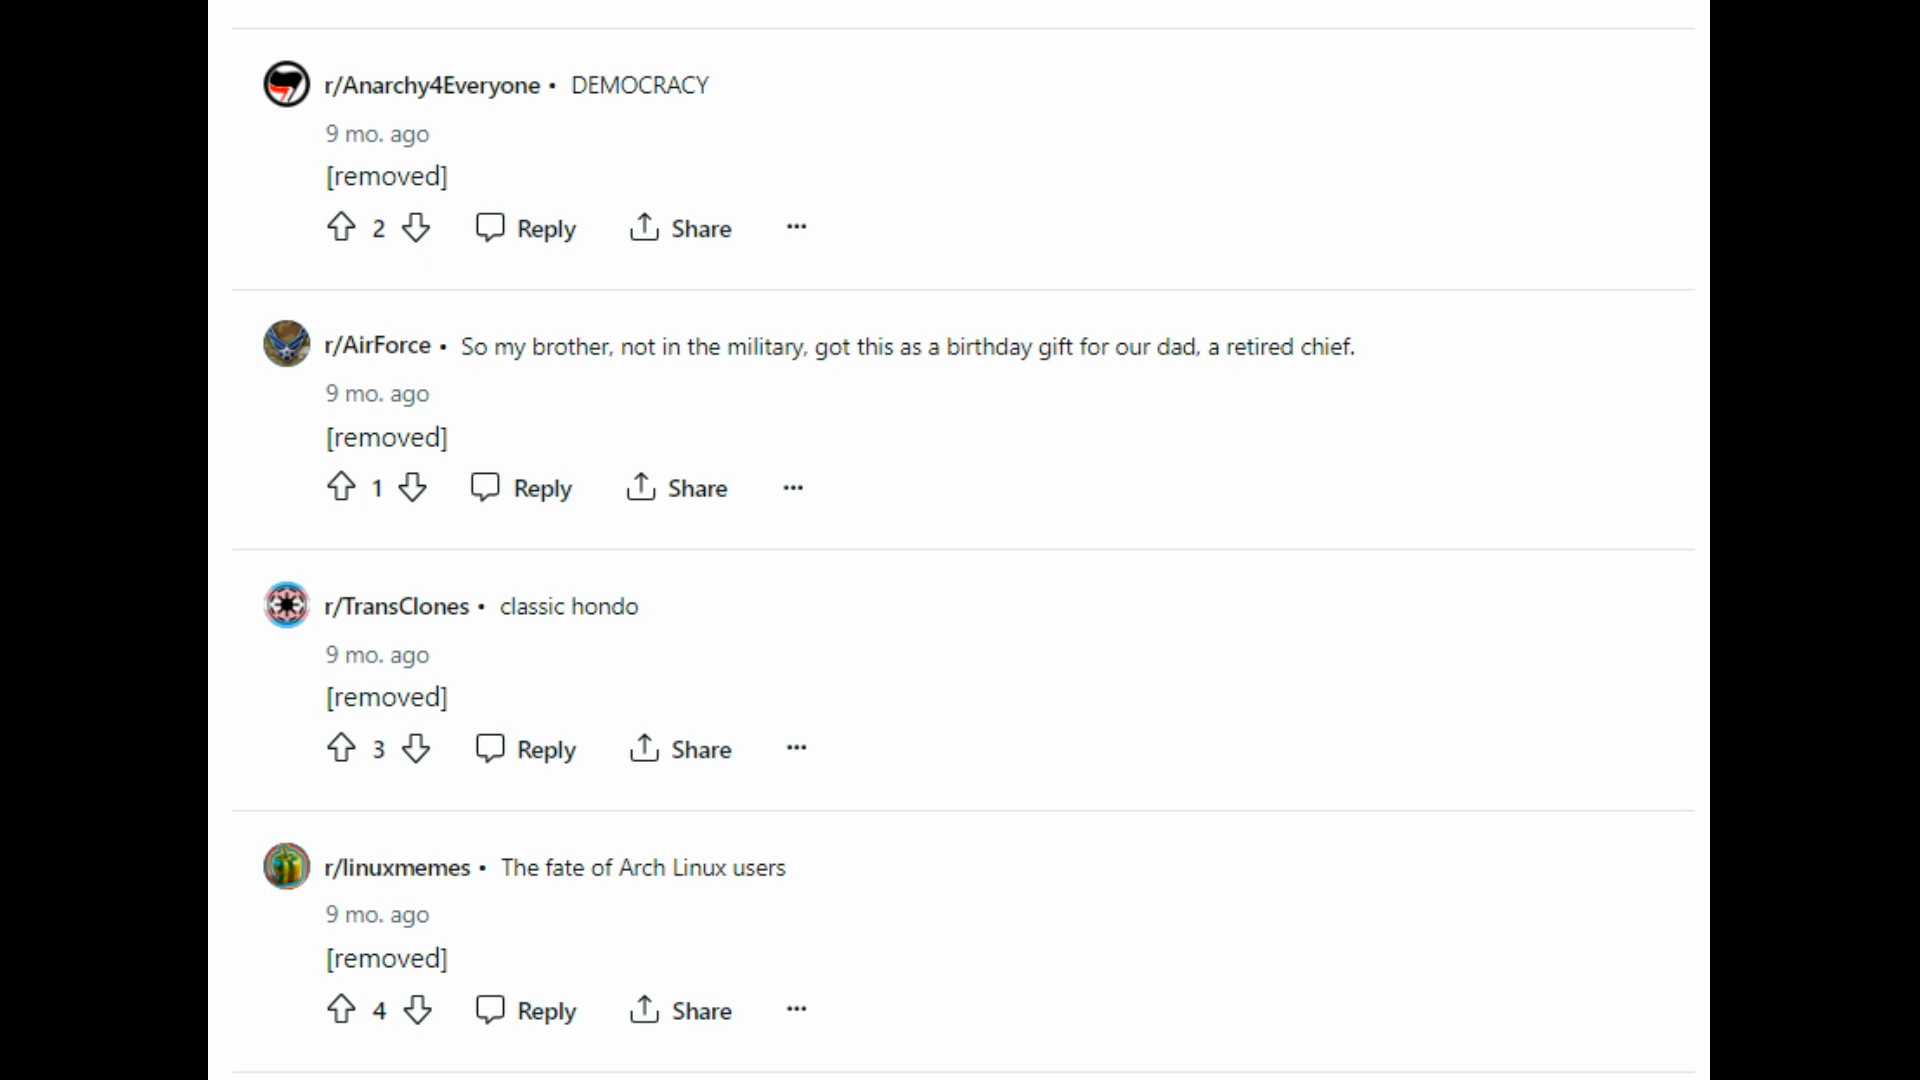 r/Anarchy4Everyone • DEMOCRACY
9 mo. ago
[removed]
2 Reply Share ...
r/AirForce • So my brother, not in the military, got this as a birthday gift for our dad, a retired chief.
9 mo. ago
[removed]
1 Reply Share ...
r/TransClones • classic hondo
9 mo. ago
[removed]
3 Reply Share ...
r/linuxmemes • The fate of Arch Linux users
9 mo. ago
[removed]
4 Reply Share ...